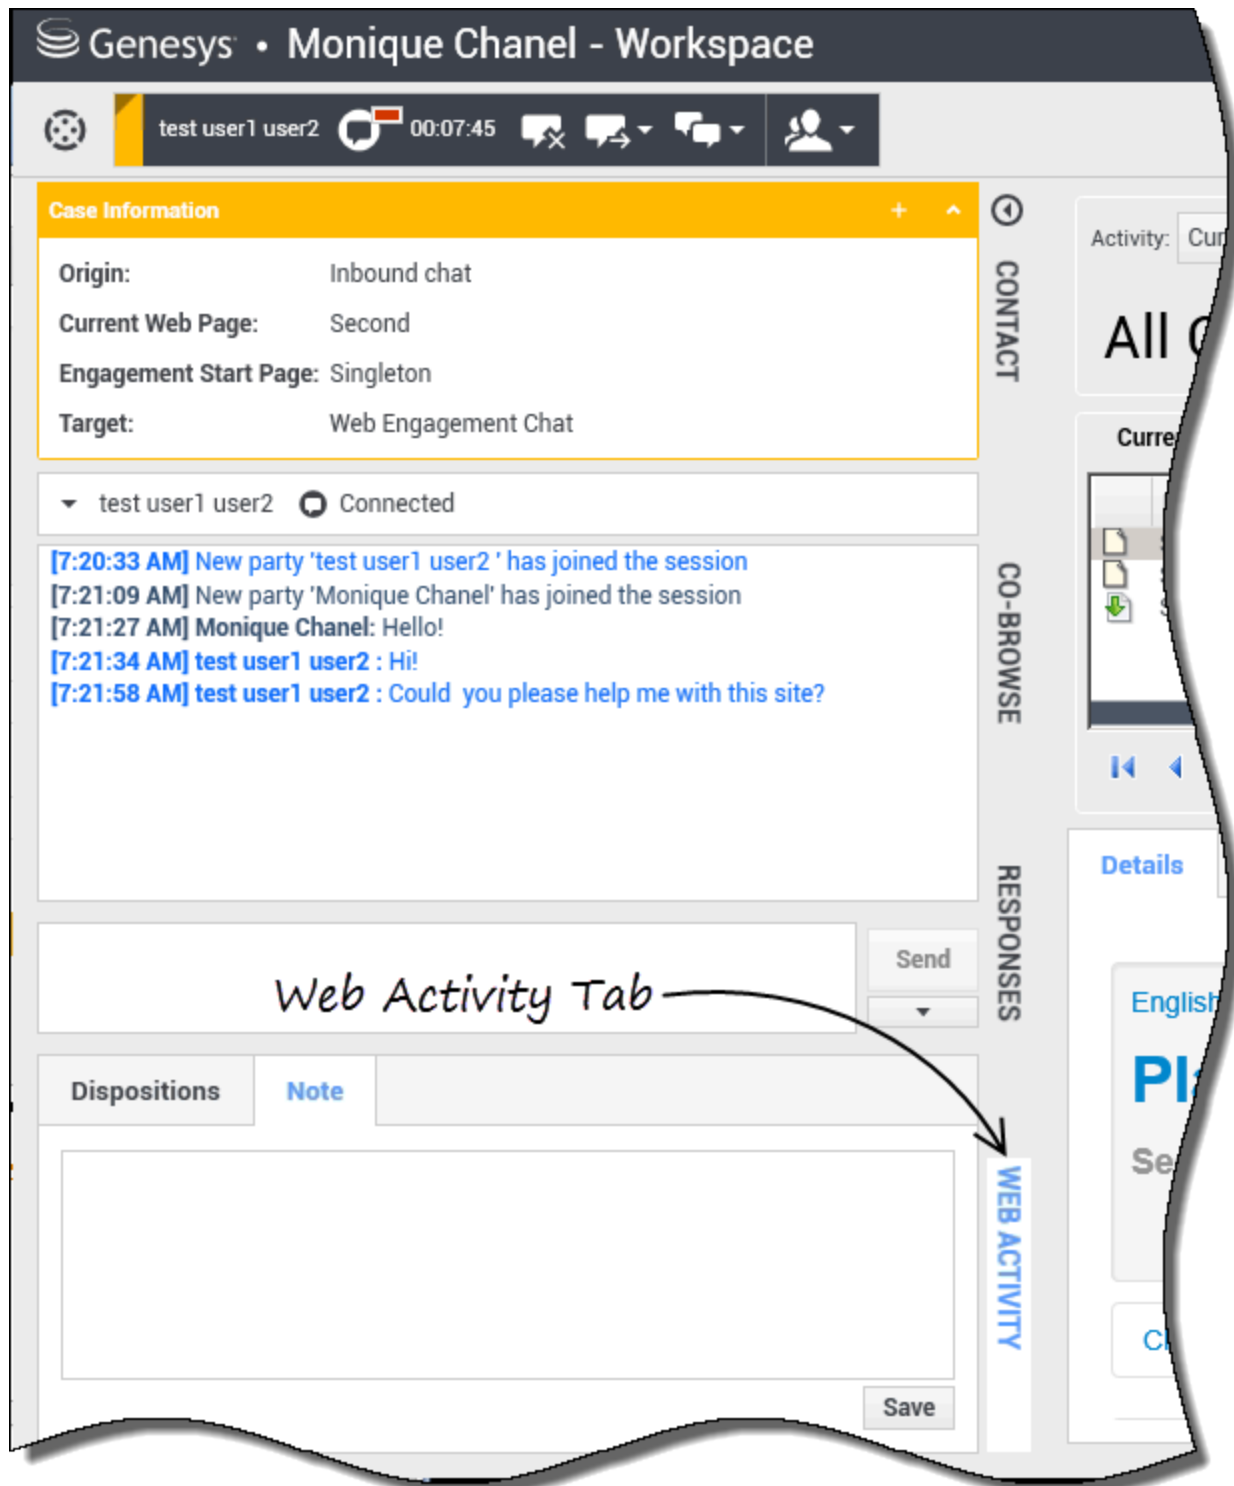 Genesys • Monique Chanel - Workspace
test user1 user2 00:07:45
Case Information
Origin: Inbound chat
Current Web Page: Second
Engagement Start Page: Singleton
Target: Web Engagement Chat
test user1 user2 Connected
[7:20:33 AM] New party 'test user1 user2 ' has joined the session
[7:21:09 AM] New party 'Monique Chanel' has joined the session
[7:21:27 AM] Monique Chanel: Hello!
[7:21:34 AM] test user1 user2 : Hi!
[7:21:58 AM] test user1 user2 : Could you please help me with this site?
Send
Web Activity Tab
Dispositions Note
Save
CONTACT
CO-BROWSE
RESPONSES
WEB ACTIVITY
Activity:
All
Details
English